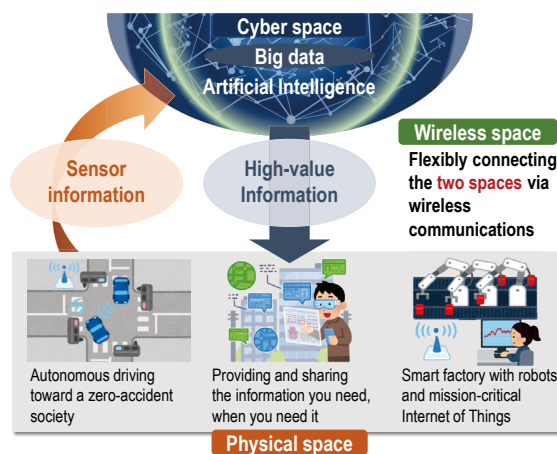 Cyber space
Big data
Artificial Intelligence
Wireless space
Flexibly connecting
the two spaces via
wireless
communications
Sensor
information
High-value
Information
Autonomous driving
toward a zero-accident
society
Providing and sharing
the information you need,
when you need it
Smart factory with robots
and mission-critical
Internet of Things
Physical space